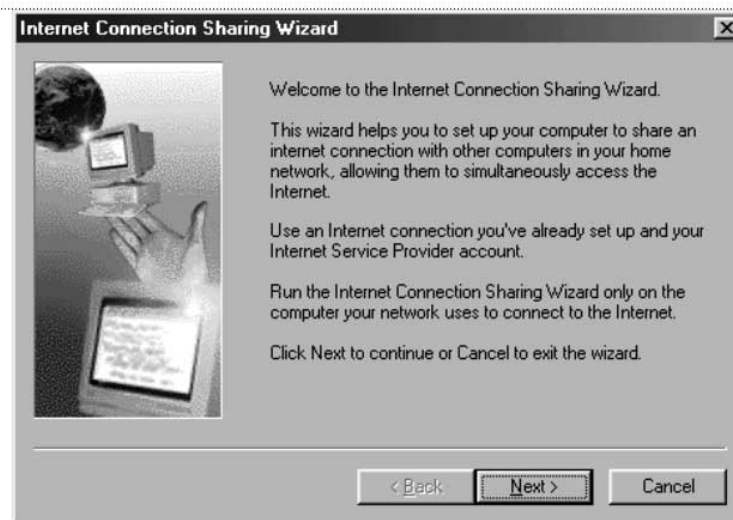 Internet Connection Sharing Wizard
Welcome to the Internet Connection Sharing Wizard.
This wizard helps you to set up your computer to share an
internet connection with other computers in your home
network, allowing them to simultaneously access the
Internet.
Use an Internet connection you've already set up and your
Internet Service Provider account.
Run the Internet Connection Sharing Wizard only on the
computer your network uses to connect to the Internet.
Click Next to continue or Cancel to exit the wizard.
< Back Next > Cancel